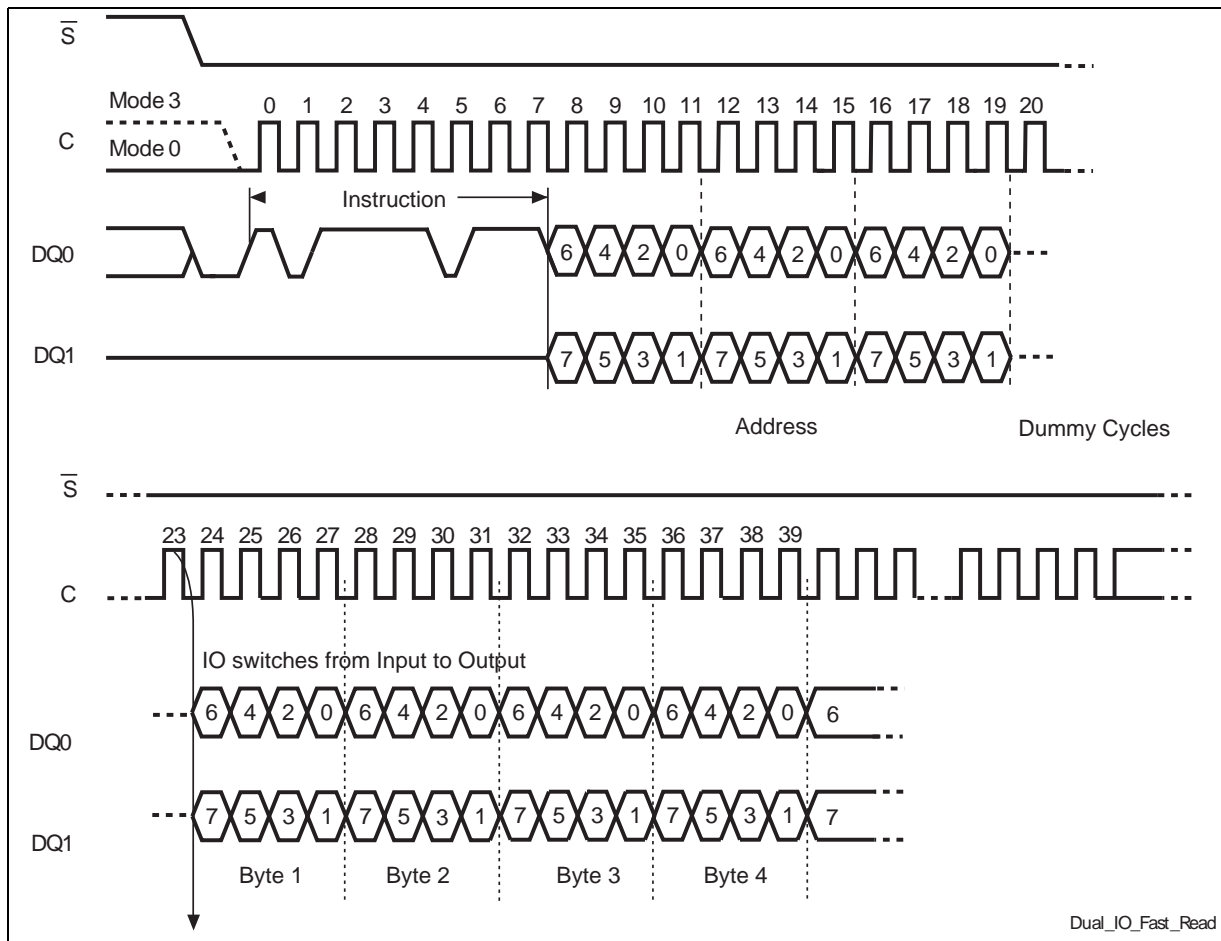 S
Mode 3
0 1 2 3 4 5 6 7 8 9 10 11 12 13 14 15 16 17 18 19 20
C
Mode 0
Instruction
DQ0
6 4 2 0 6 4 2 0 6 4 2 0
DQ1
7 5 3 1 7 5 3 1 7 5 3 1
Address
Dummy Cycles
S
23 24 25 26 27 28 29 30 31 32 33 34 35 36 37 38 39
C
IO switches from Input to Output
6 4 2 0 6 4 2 0 6 4 2 0 6 4 2 0 6
DQ0
7 5 3 1 7 5 3 1 7 5 3 1 7 5 3 1 7
DQ1
Byte 1 Byte 2 Byte 3 Byte 4
Dual_IO_Fast_Read